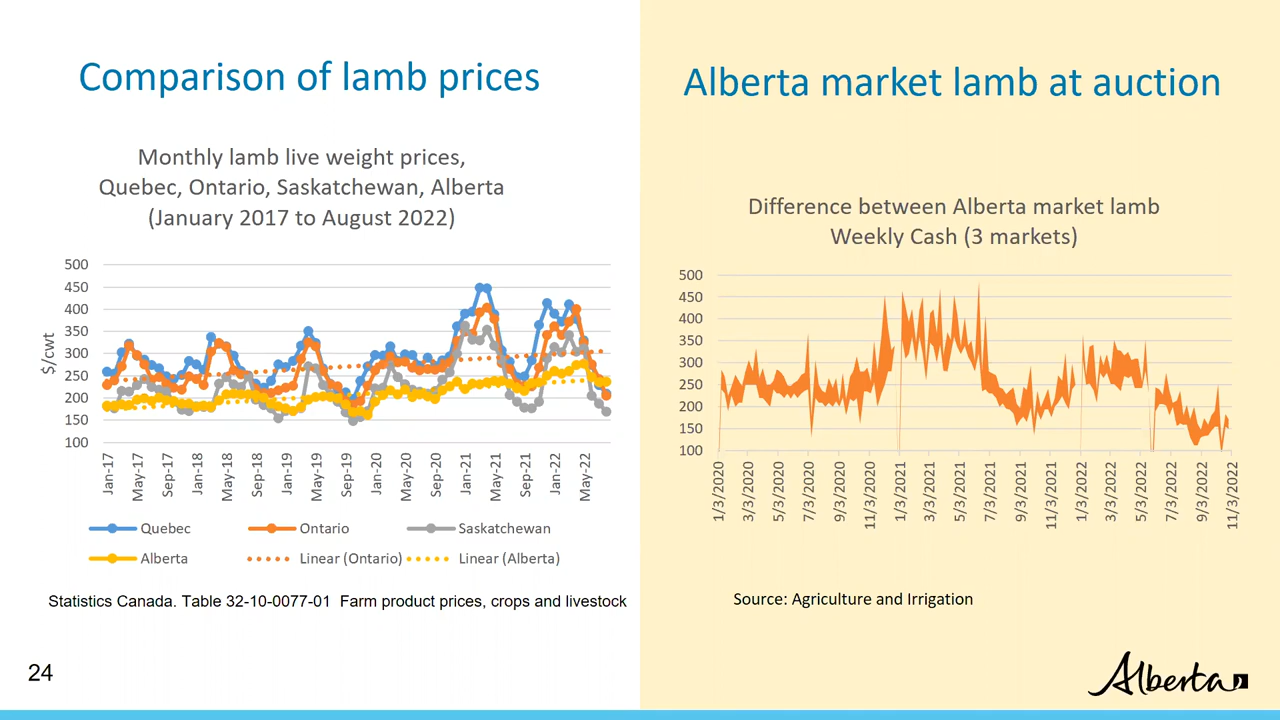 Comparison of lamb prices
Monthly lamb live weight prices,
Quebec, Ontario, Saskatchewan, Alberta
(January 2017 to August 2022)
$/cwt
500
450
400
350
300
250
200
150
100
Jan-17
May-17
Sep-17
Jan-18
May-18
Sep-18
Jan-19
May-19
Sep-19
Jan-20
May-20
Sep-20
Jan-21
May-21
Sep-21
Jan-22
May-22
Quebec
Ontario
Saskatchewan
Alberta
Linear (Ontario)
Linear (Alberta)
Statistics Canada. Table 32-10-0077-01 Farm product prices, crops and livestock
24
Alberta market lamb at auction
Difference between Alberta market lamb
Weekly Cash (3 markets)
500
450
400
350
300
250
200
150
100
1/3/2020
3/3/2020
5/3/2020
7/3/2020
9/3/2020
11/3/2020
1/3/2021
3/3/2021
5/3/2021
7/3/2021
9/3/2021
11/3/2021
1/3/2022
3/3/2022
5/3/2022
7/3/2022
9/3/2022
11/3/2022
Source: Agriculture and Irrigation
Alberta